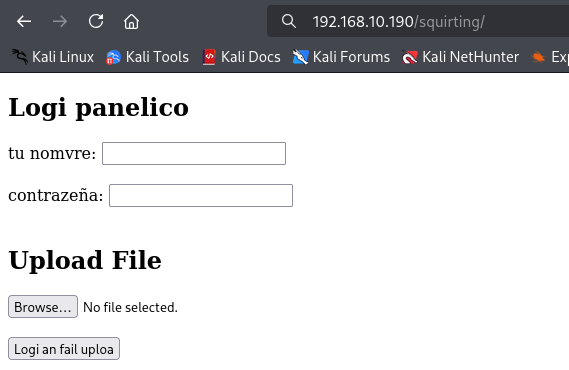 192.168.10.190/squirting/
Kali Linux Kali Tools Kali Docs Kali Forums Kali NetHunter Ex
Logi panelico
tu nomvre:
contrazeña:
Upload File
Browse... No file selected.
Logi an fail uploa